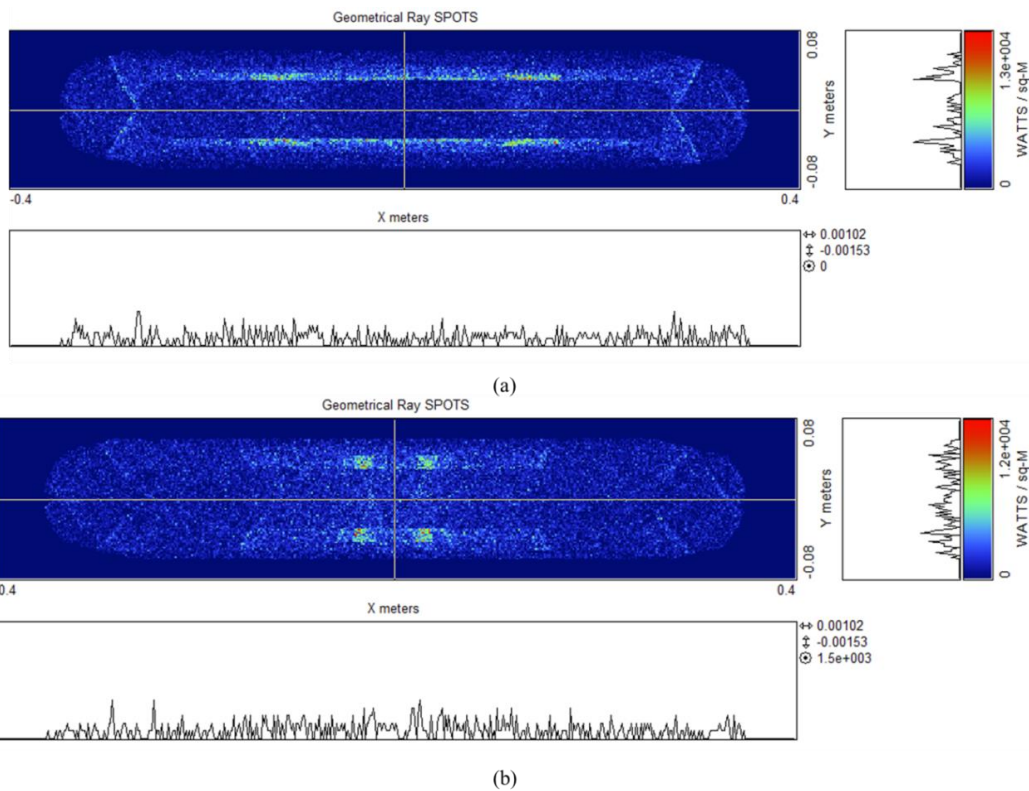 Geometrical Ray SPOTS
0.08
Y meters
-0.08
1.3e+004
WATTS / sq-M
0
-0.4
0.4
X meters
0.00102
-0.00153
0
(a)
Geometrical Ray SPOTS
0.08
Y meters
-0.08
1.2e+004
WATTS / sq-M
0
0.4
0.4
X meters
0.00102
-0.00153
1.5e+003
(b)